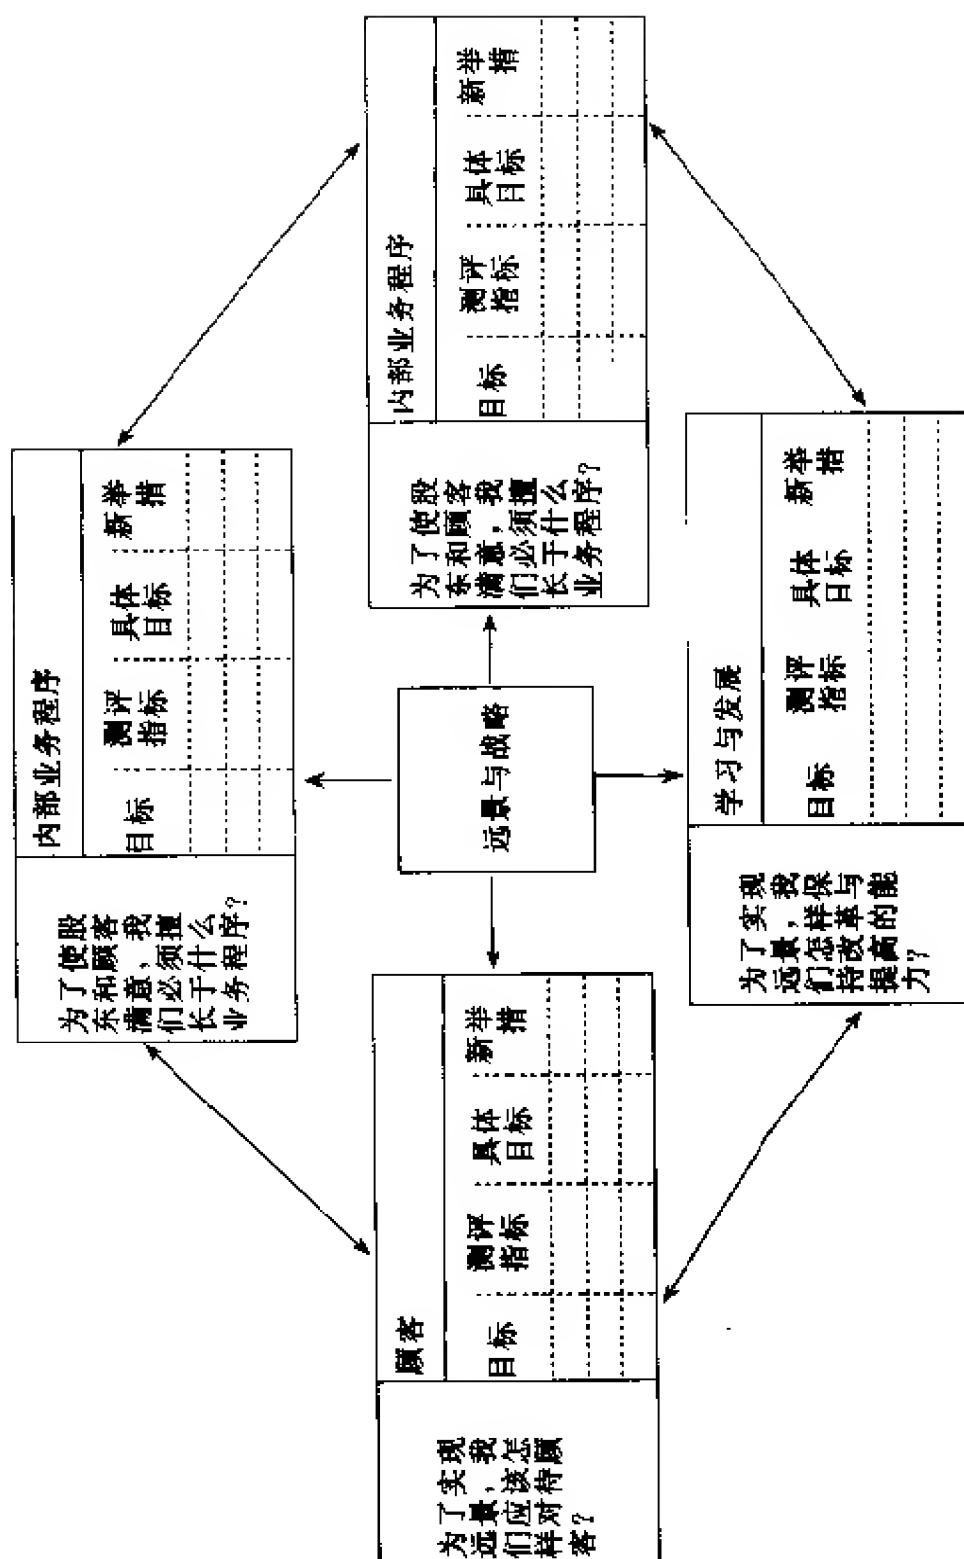 内部业务程序
为了使股
东和顾客
满意，我
们必须擅
长于什么
业务程序？
目标 测评指标 具体目标 新举措
顾客
为了实现
远景，我
们应该怎
样对待顾
客？
目标 测评指标 具体目标 新举措
远景与战略
内部业务程序
为了使股
东和顾客
满意，我
们必须擅
长于什么
业务程序？
目标 测评指标 具体目标 新举措
学习与发展
为了实现
远景，我
们怎样保
持改革与
提高的能
力？
目标 测评指标 具体目标 新举措